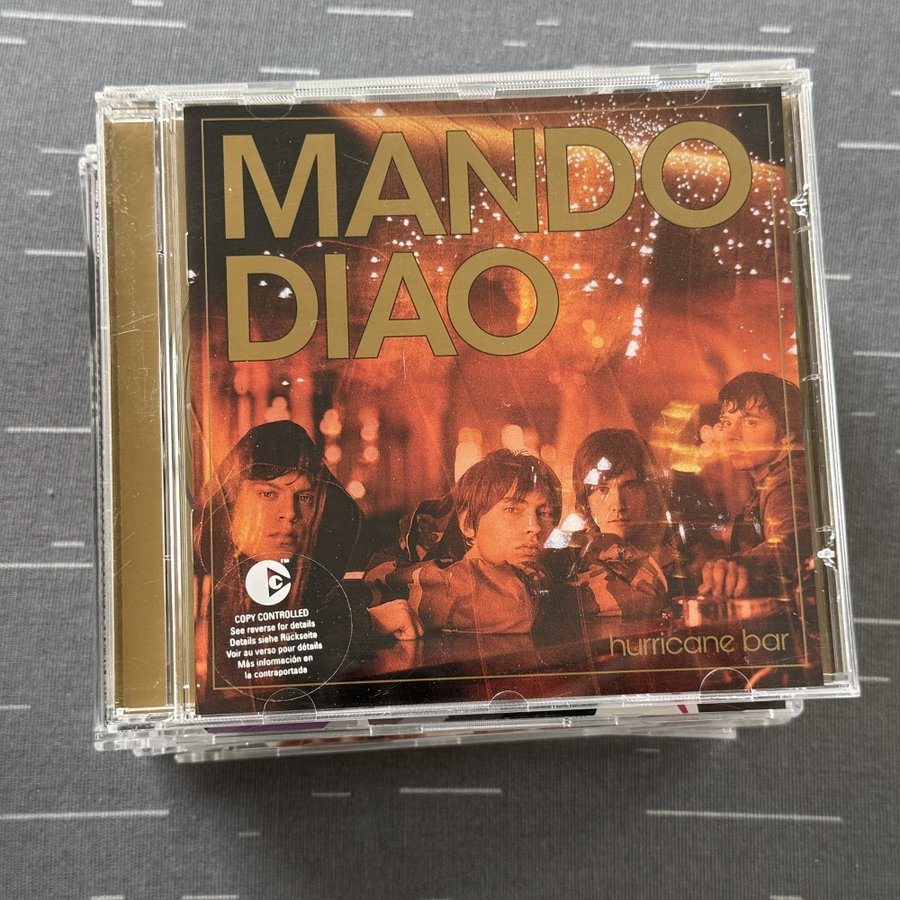 MANDO
DIAO
C
™
COPY CONTROLLED
See reverse for details
Details siehe Rückseite
Voir au verso pour détails
Más información en
la contraportada
hurricane bar